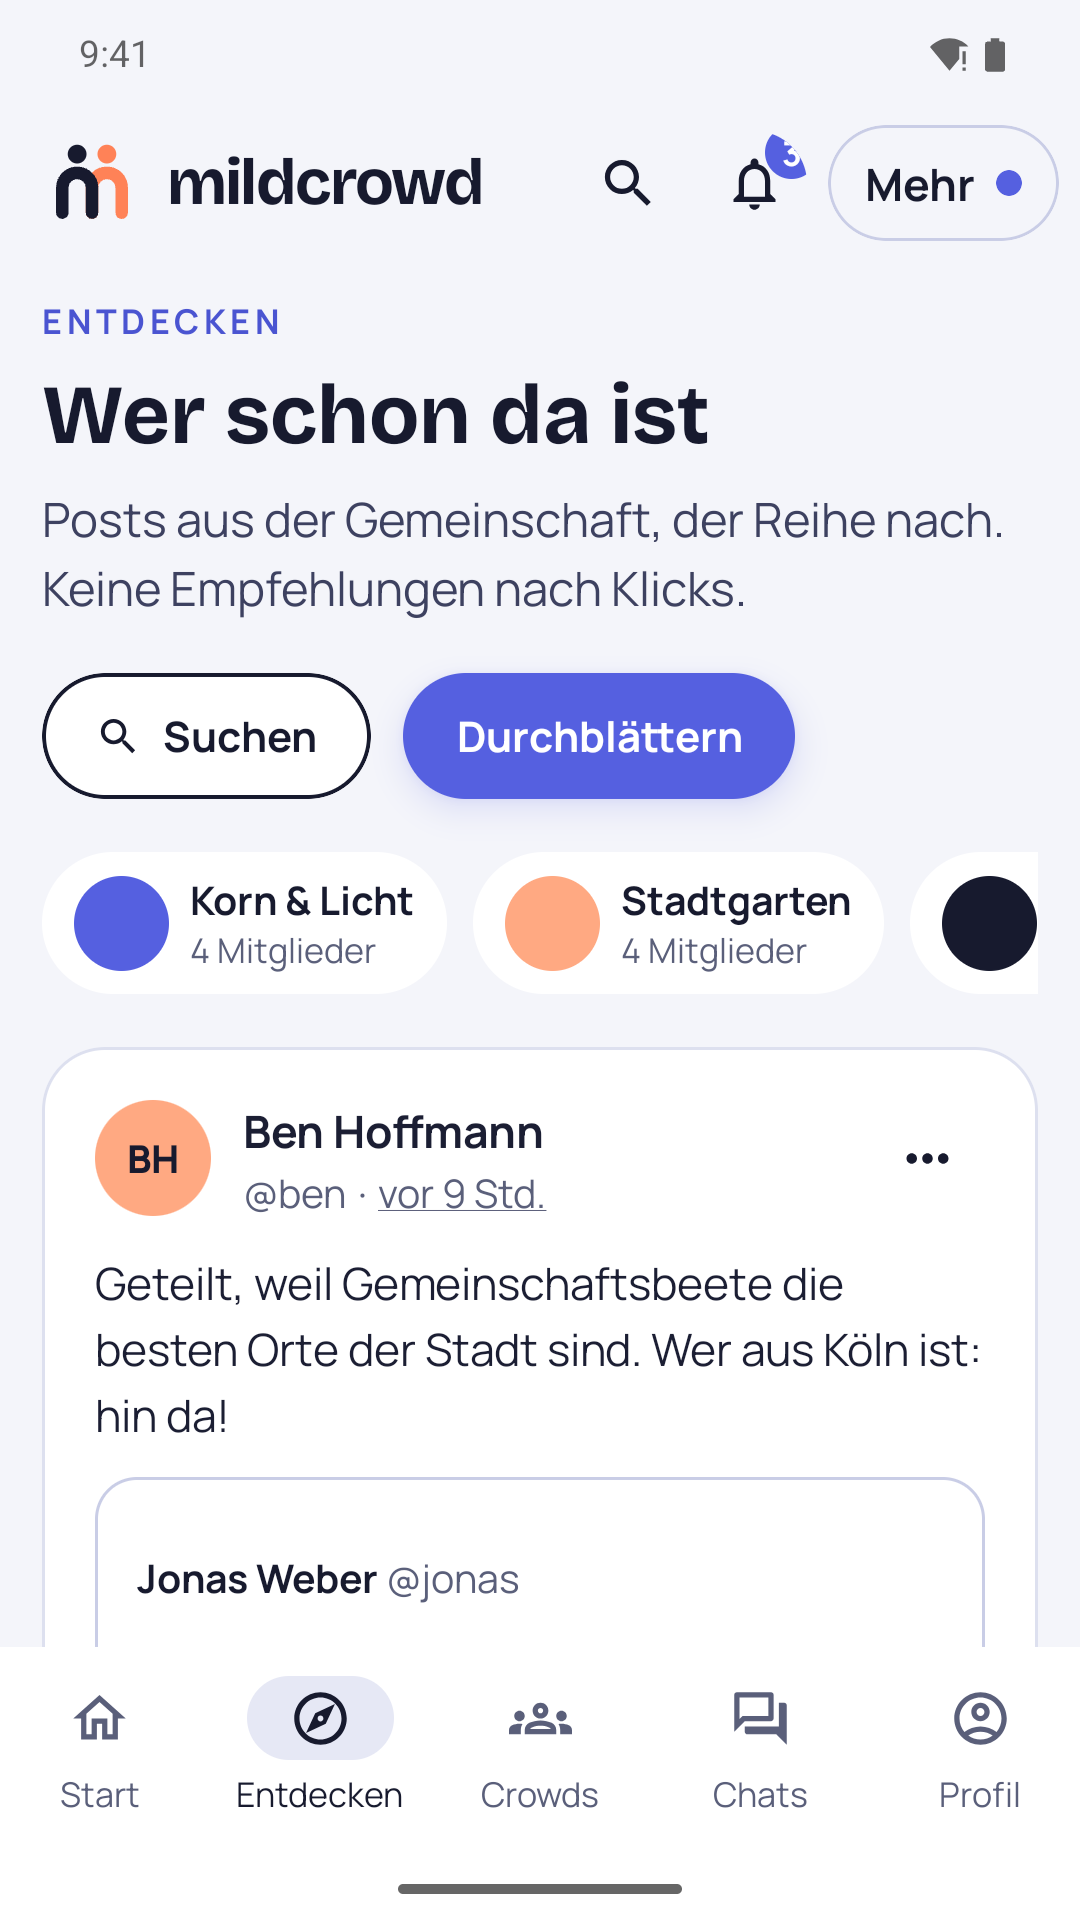 9:41
mildcrowd
3
Mehr
ENTDECKEN
Wer schon da ist
Posts aus der Gemeinschaft, der Reihe nach.
Keine Empfehlungen nach Klicks.
Suchen
Durchblättern
Korn & Licht
4 Mitglieder
Stadtgarten
4 Mitglieder
BH
Ben Hoffmann
@ben · vor 9 Std.
Geteilt, weil Gemeinschaftsbeete die
besten Orte der Stadt sind. Wer aus Köln ist:
hin da!
Jonas Weber @jonas
Start
Entdecken
Crowds
Chats
Profil